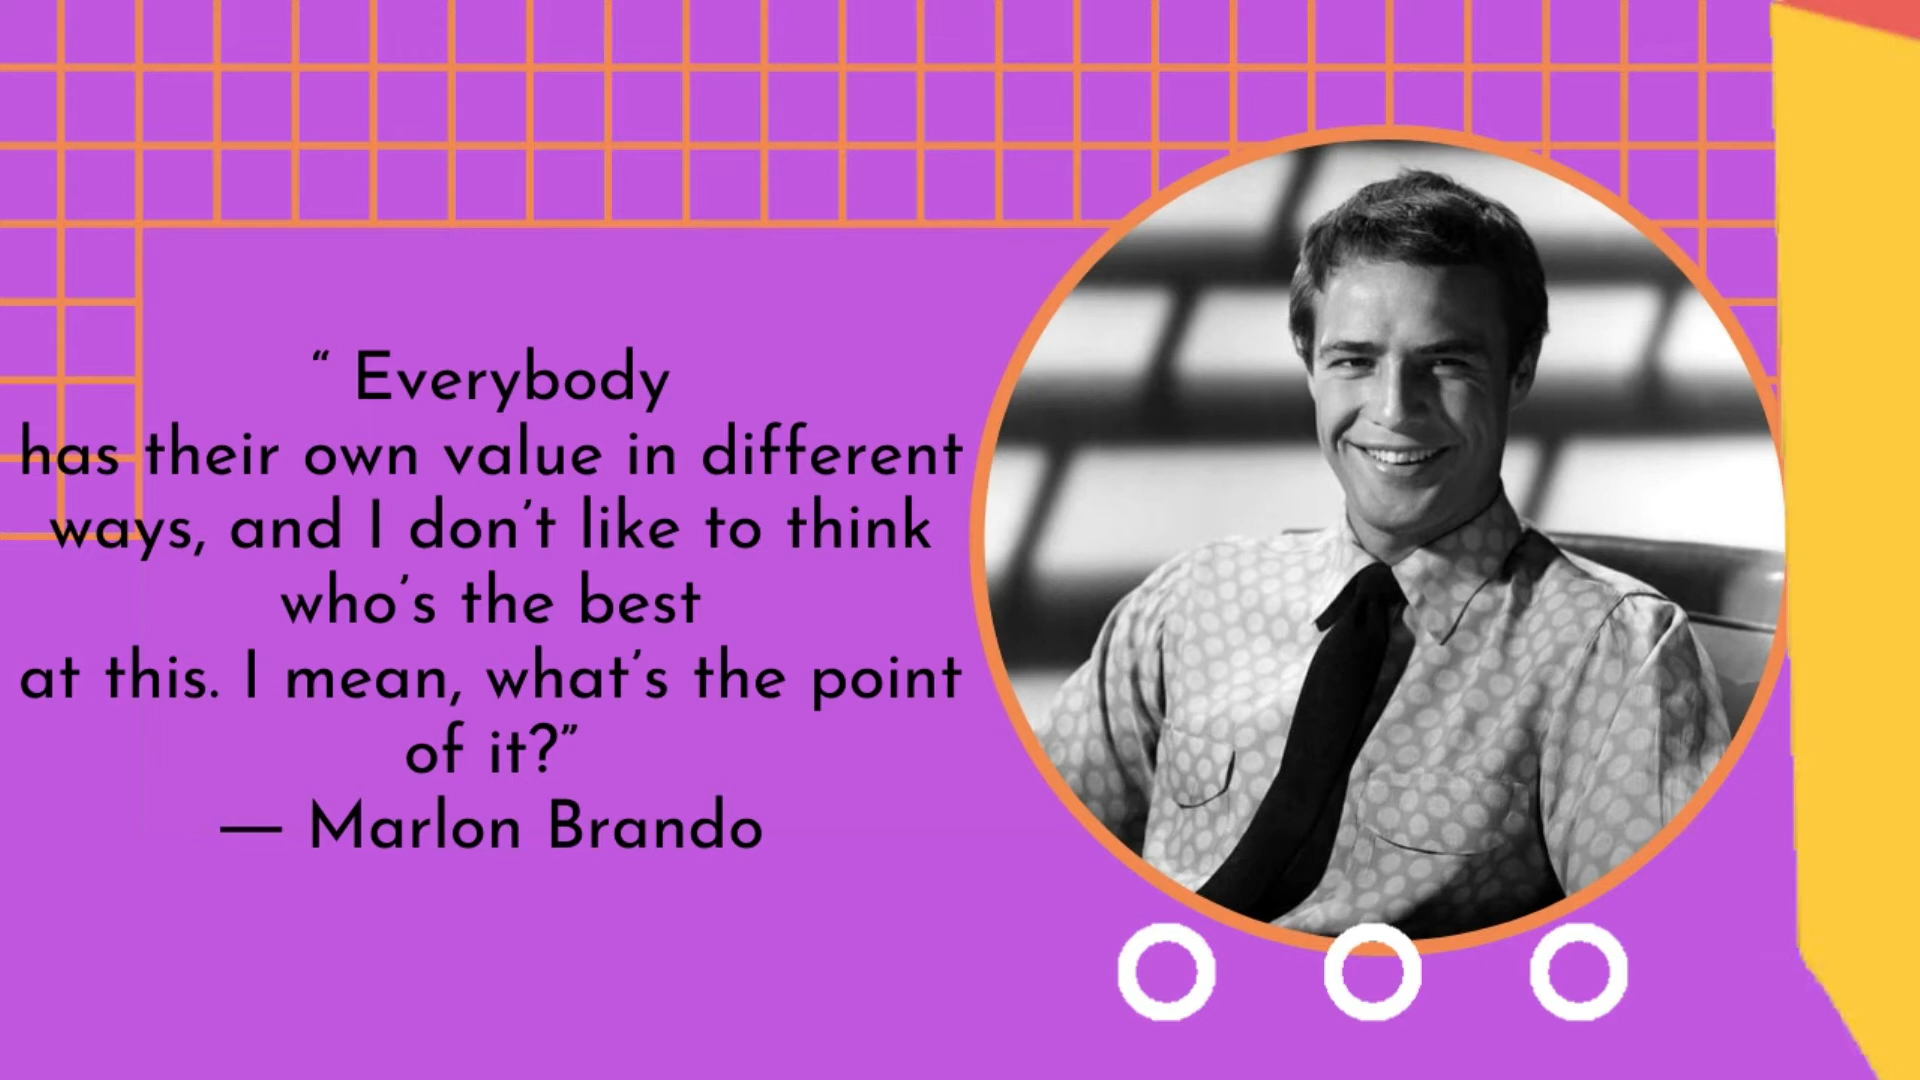 “ Everybody
has their own value in different
ways, and I don’t like to think
who’s the best
at this. I mean, what’s the point
of it?”
— Marlon Brando